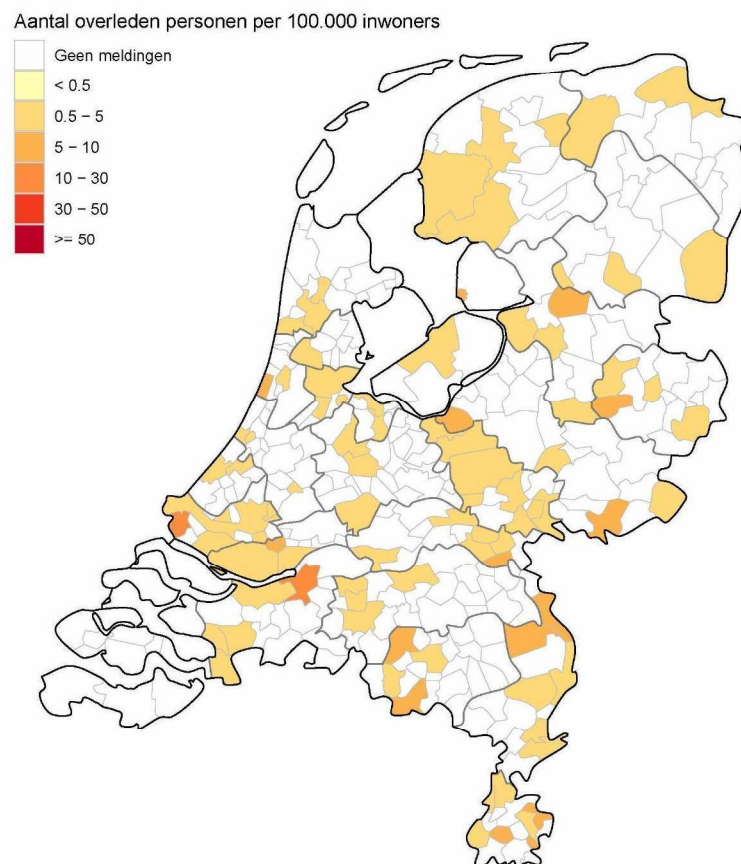 Aantal overleden personen per 100.000 inwoners
Geen meldingen
< 0.5
0.5 − 5
5 − 10
10 − 30
30 − 50
>= 50